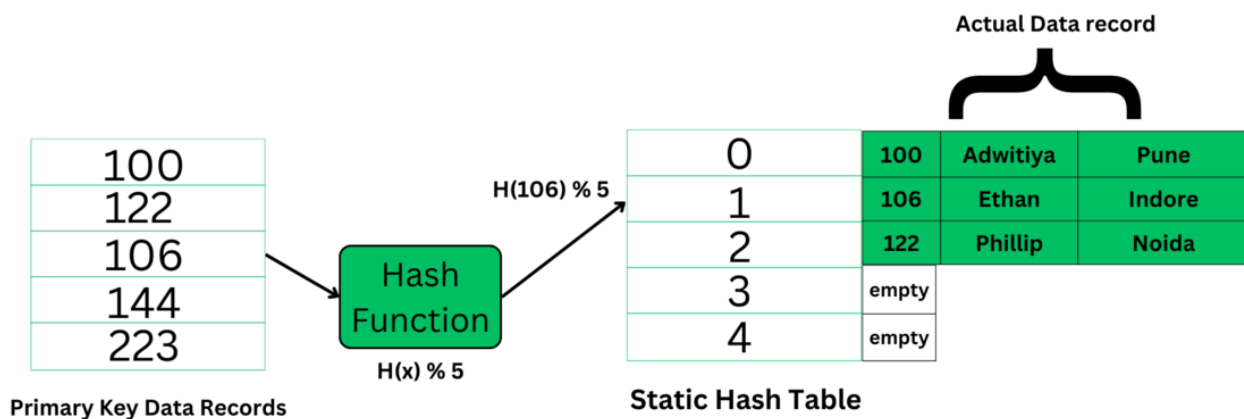 Actual Data record
100
122
106
144
223
Primary Key Data Records
Hash
Function
H(x) % 5
H(106) % 5
0 100 Adwitiya Pune
1 106 Ethan Indore
2 122 Phillip Noida
3 empty
4 empty
Static Hash Table